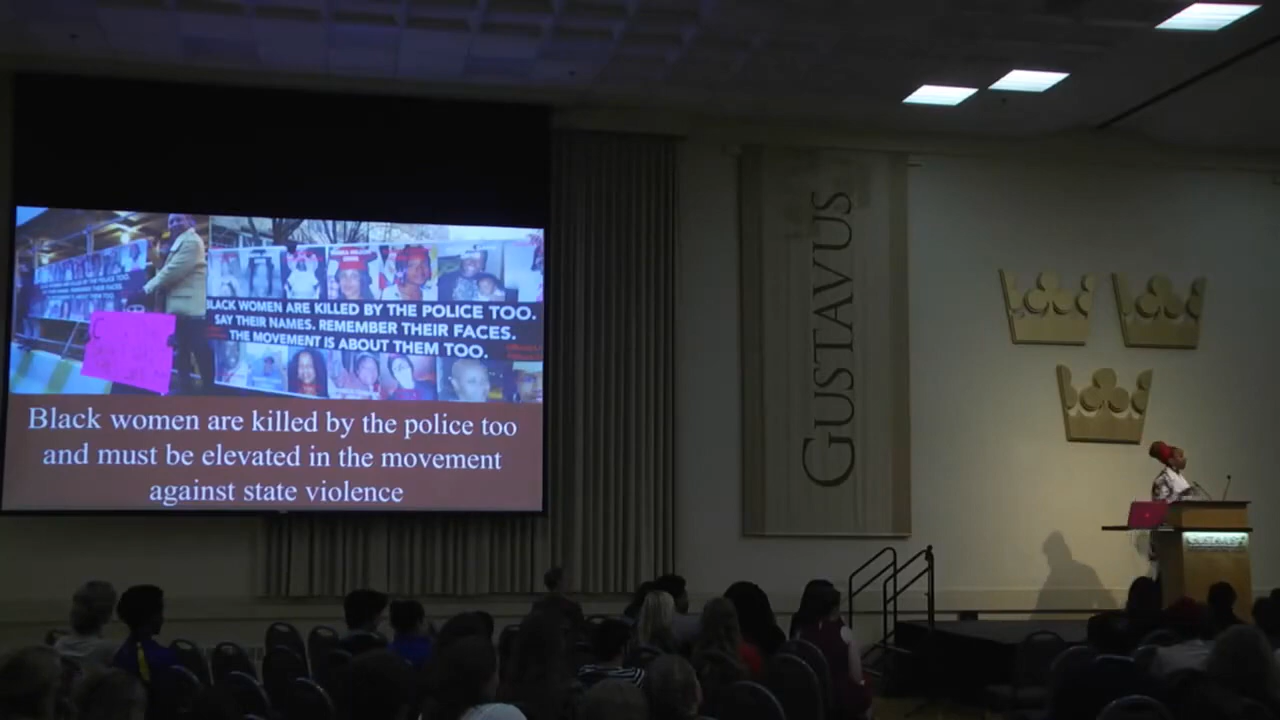 BLACK WOMEN ARE KILLED BY THE POLICE TOO.
SAY THEIR NAMES. REMEMBER THEIR FACES.
THE MOVEMENT IS ABOUT THEM TOO.
Black women are killed by the police too
and must be elevated in the movement
against state violence
GUSTAVUS
GUSTAVUS